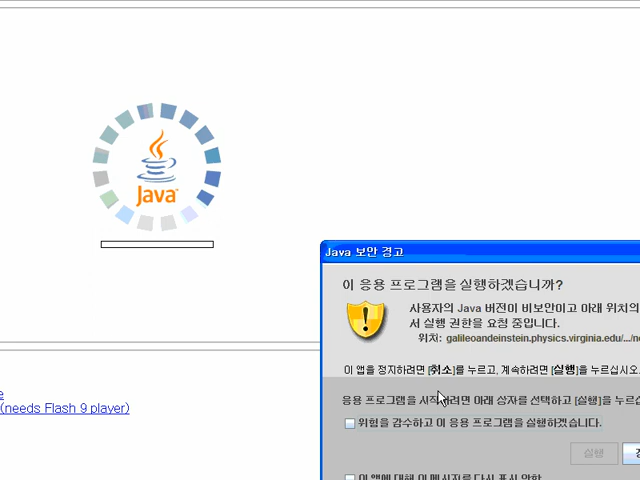 Java
Java 보안 경고
이 응용 프로그램을 실행하겠습니까?
사용자의 Java 버전이 비보안이고 아래 위치의
서 실행 권한을 요청 중입니다.
위치: galileoandeinstein.physics.virginia.edu/.../ne
이 앱을 정지하려면 [취소]를 누르고, 계속하려면 [실행]을 누르십시오.
e
(needs Flash 9 player)
응용 프로그램을 시작하려면 아래 상자를 선택하고 [실행]을 누르십
위험을 감수하고 이 응용 프로그램을 실행하겠습니다.
실행
이 앱에 대해 이 메시지를 다시 표시 안함